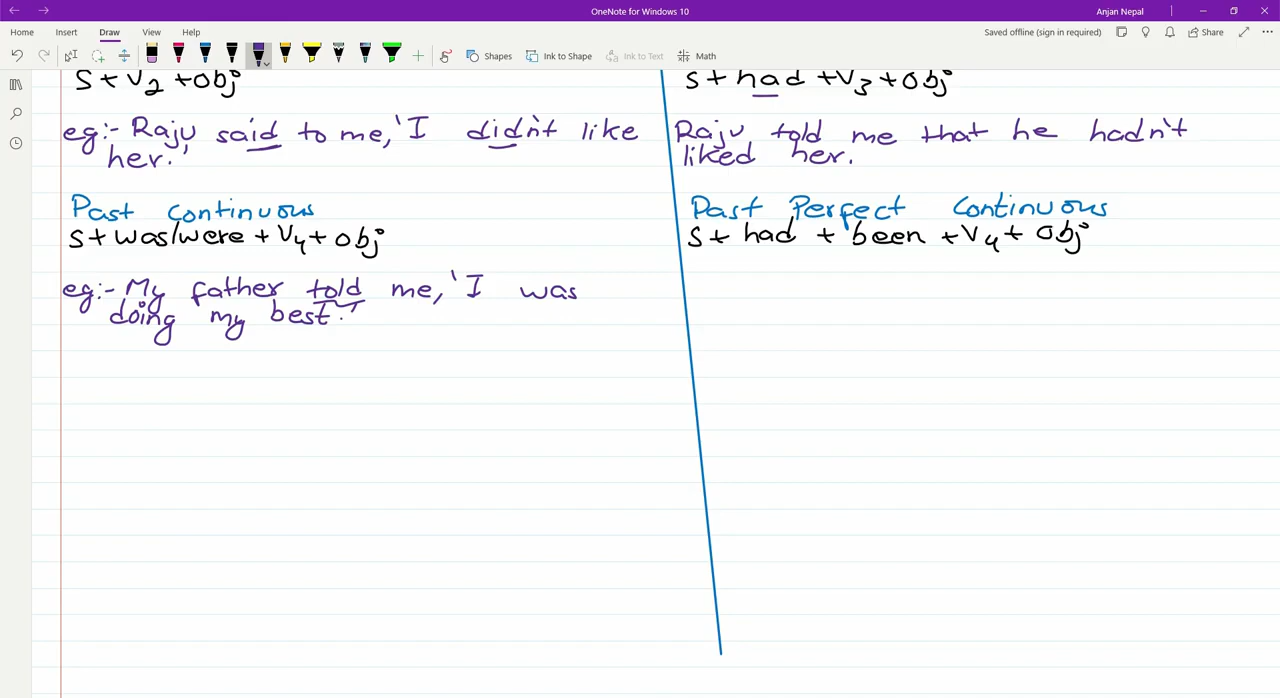 OneNote for Windows 10
Anjan Nepal
Home Insert Draw View Help
Saved offline (sign in required)
Share
Shapes
Ink to Shape
Ink to Text
Math
S + V2 + Obj
eg:- Raju said to me, 'I didn't like
her.'
Past Continuous
S + was/were + V4 + Obj
eg:- My father told me, 'I was
doing my best.'
S + had + V3 + Obj
Raju told me that he hadn't
liked her.
Past Perfect Continuous
S + had + been + V4 + Obj